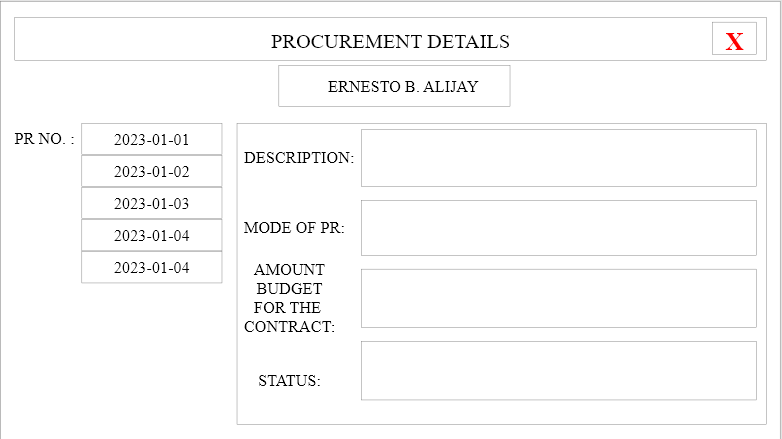 PROCUREMENT DETAILS
X
ERNESTO B. ALIJAY
PR NO. :
2023-01-01
2023-01-02
2023-01-03
2023-01-04
2023-01-04
DESCRIPTION:
MODE OF PR:
AMOUNT
BUDGET
FOR THE
CONTRACT:
STATUS: